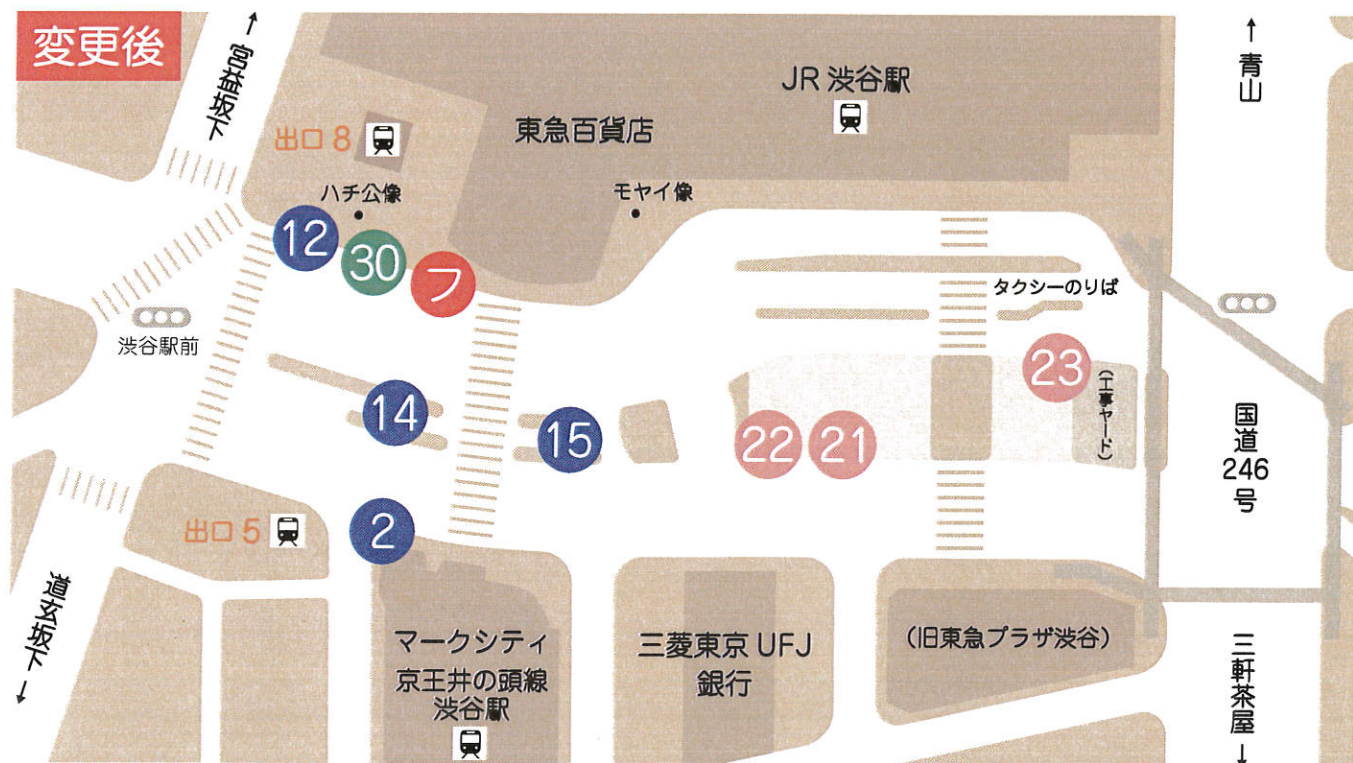 変更後
↑ 宮益坂下
JR 渋谷駅
↑ 青山
東急百貨店
出口 8
ハチ公像
モヤイ像
12
30
フ
タクシーのりば
渋谷駅前
23
(工事ヤード)
14
15
22
21
国道
246
号
出口 5
2
道玄坂下 ↓
マークシティ
京王井の頭線
渋谷駅
三菱東京 UFJ
銀行
(旧東急プラザ渋谷)
三軒茶屋 ↓